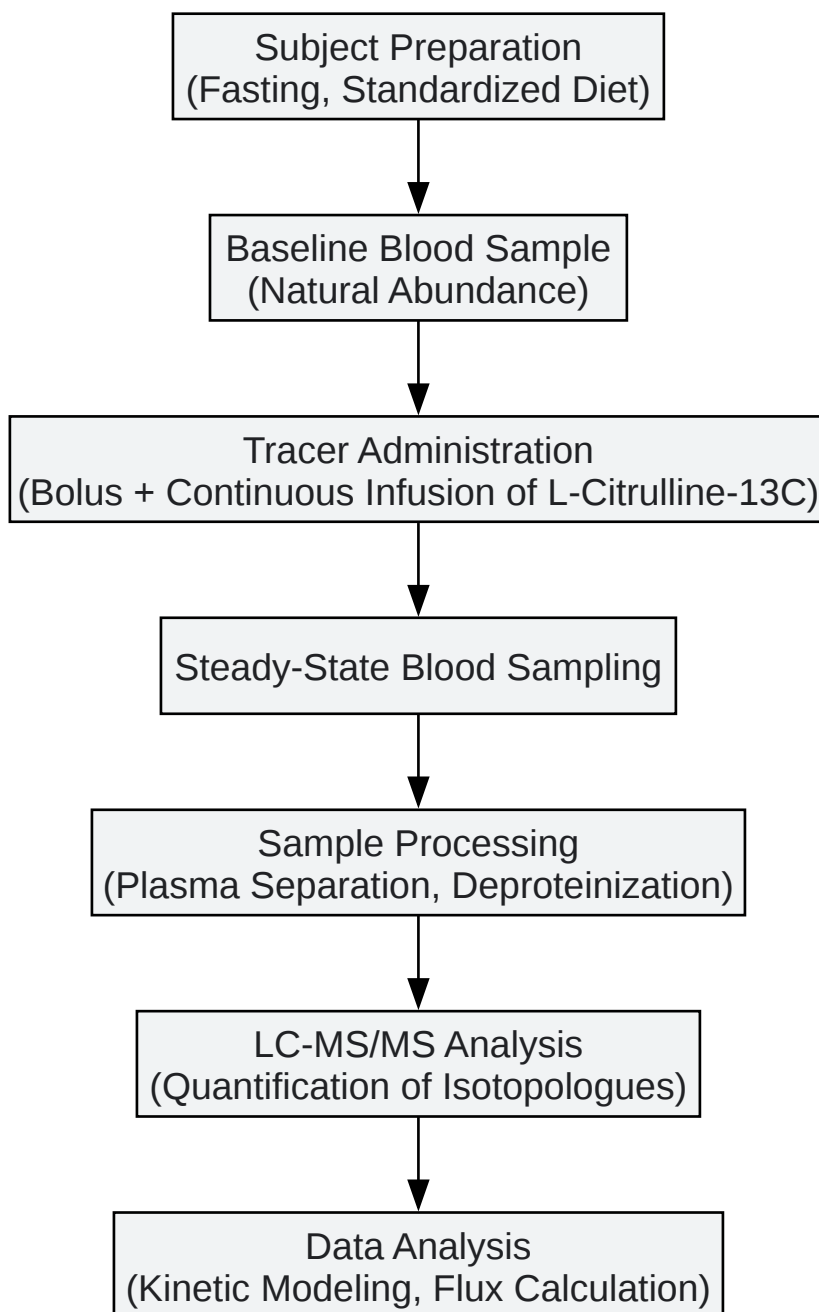 Subject Preparation
(Fasting, Standardized Diet)
Baseline Blood Sample
(Natural Abundance)
Tracer Administration
(Bolus + Continuous Infusion of L-Citrulline-13C)
Steady-State Blood Sampling
Sample Processing
(Plasma Separation, Deproteinization)
LC-MS/MS Analysis
(Quantification of Isotopologues)
Data Analysis
(Kinetic Modeling, Flux Calculation)